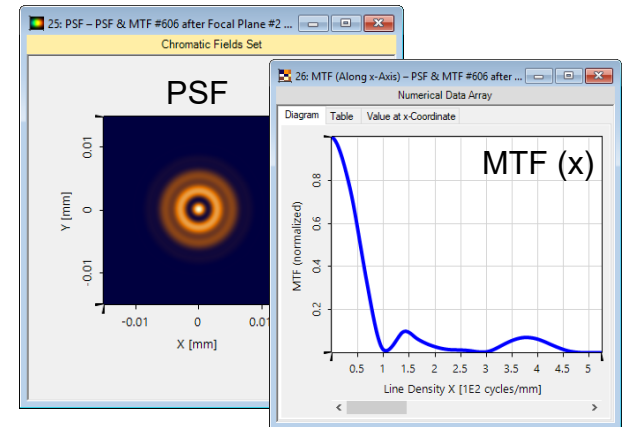 25: PSF – PSF & MTF #606 after Focal Plane #2 ...
Chromatic Fields Set
PSF
0.01
0
-0.01
Y [mm]
-0.01 0 0.01
X [mm]
26: MTF (Along x-Axis) – PSF & MTF #606 after ...
Numerical Data Array
Diagram Table Value at x-Coordinate
MTF (x)
0.8
0.6
0.4
0.2
MTF (normalized)
0.5 1 1.5 2 2.5 3 3.5 4 4.5 5
Line Density X [1E2 cycles/mm]